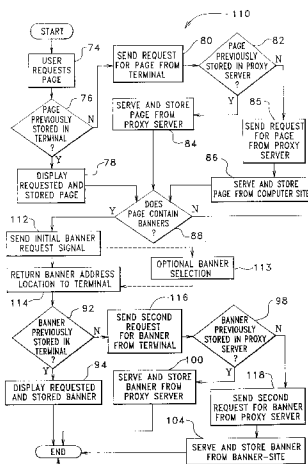 110
START
74
USER
REQUESTS
PAGE
80
SEND REQUEST
FOR PAGE FROM
TERMINAL
82
PAGE
PREVIOUSLY
STORED IN PROXY
SERVER
?
N
Y
76
PAGE
PREVIOUSLY
STORED IN
TERMINAL
?
N
Y
SERVE AND STORE
PAGE FROM
PROXY SERVER
84
85
SEND REQUEST
FOR PAGE FROM
PROXY SERVER
78
DISPLAY
REQUESTED AND
STORED PAGE
86
SERVE AND STORE
PAGE FROM COMPUTER SITE
DOES
PAGE CONTAIN
BANNERS
?
88
Y
N
112
SEND INITIAL BANNER
REQUEST SIGNAL
OPTIONAL BANNER
SELECTION
113
RETURN BANNER ADDRESS
LOCATION TO TERMINAL
114
92
BANNER
PREVIOUSLY
STORED IN
TERMINAL
?
N
Y
116
SEND SECOND
REQUEST
FOR BANNER
FROM TERMINAL
98
BANNER
PREVIOUSLY
STORED IN PROXY
SERVER
?
N
Y
94
DISPLAY REQUESTED
AND STORED BANNER
100
SERVE AND STORE
BANNER FROM
PROXY SERVER
118
SEND SECOND
REQUEST FOR BANNER
FROM PROXY SERVER
104
SERVE AND STORE BANNER
FROM BANNER-SITE
END